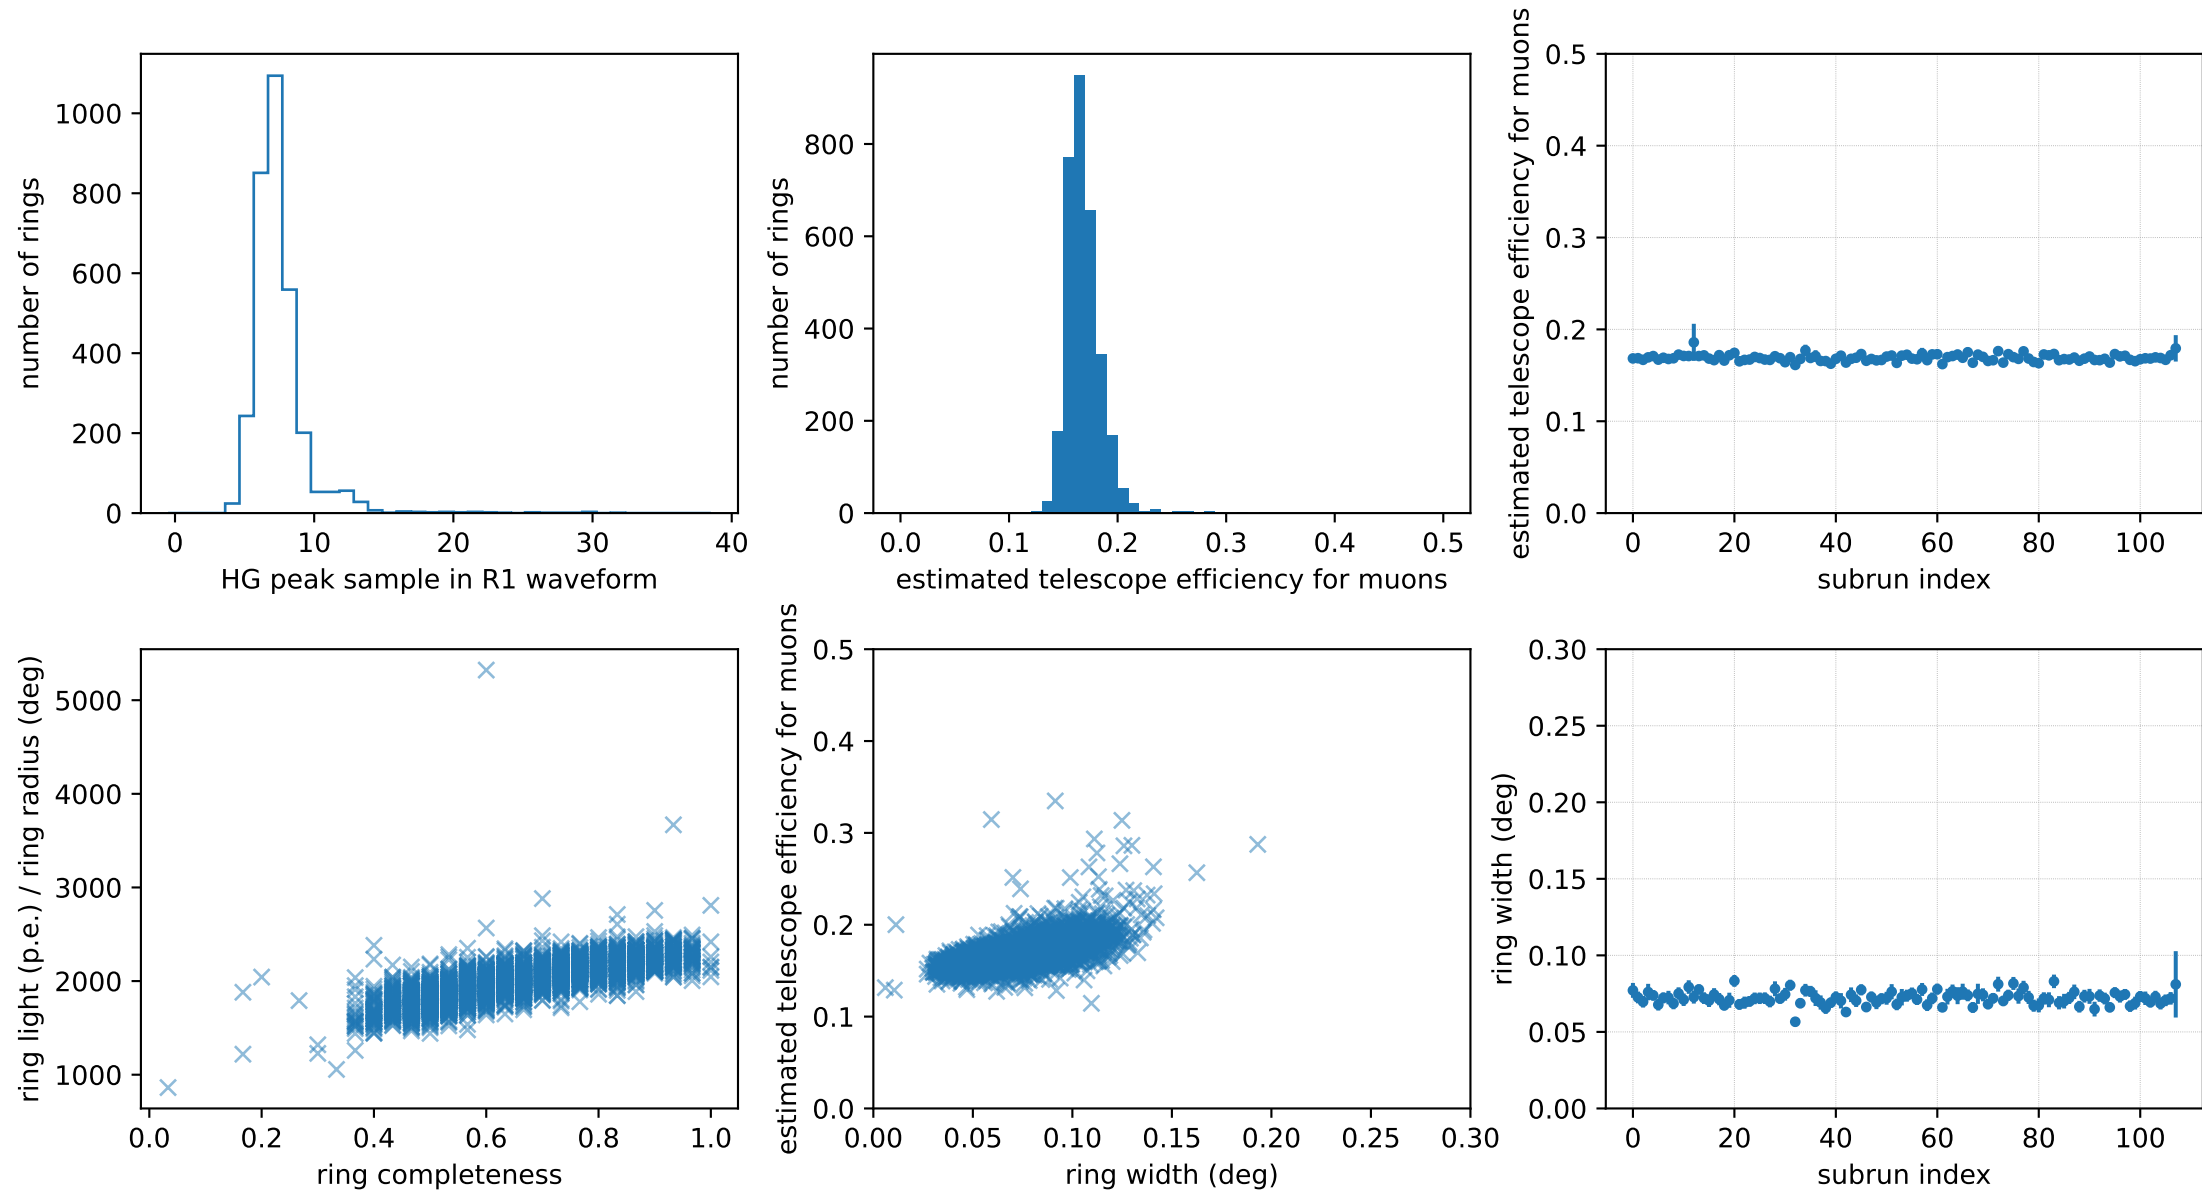 number of rings
1000
800
600
400
200
0
0 10 20 30 40
HG peak sample in R1 waveform
number of rings
800
600
400
200
0
0.0 0.1 0.2 0.3 0.4 0.5
estimated telescope efficiency for muons
estimated telescope efficiency for muons
0.5
0.4
0.3
0.2
0.1
0.0
0 20 40 60 80 100
subrun index
ring light (p.e.) / ring radius (deg)
5000
4000
3000
2000
1000
0.0 0.2 0.4 0.6 0.8 1.0
ring completeness
estimated telescope efficiency for muons
0.5
0.4
0.3
0.2
0.1
0.0
0.00 0.05 0.10 0.15 0.20 0.25 0.30
ring width (deg)
ring width (deg)
0.30
0.25
0.20
0.15
0.10
0.05
0.00
0 20 40 60 80 100
subrun index